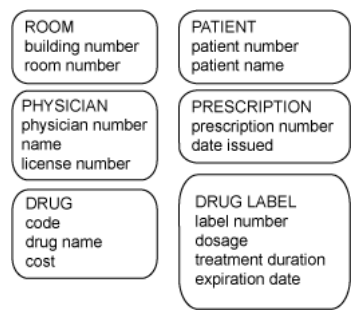 ROOM
building number
room number
PATIENT
patient number
patient name
PHYSICIAN
physician number
name
license number
PRESCRIPTION
prescription number
date issued
DRUG
code
drug name
cost
DRUG LABEL
label number
dosage
treatment duration
expiration date